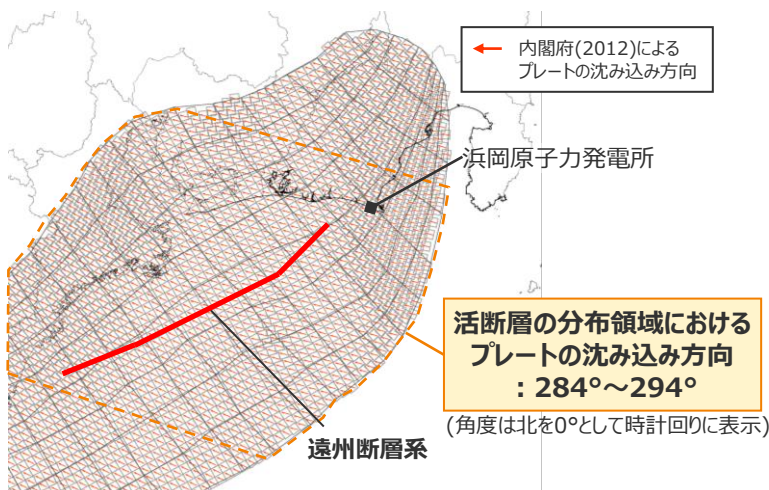 内閣府(2012)による
プレートの沈み込み方向
浜岡原子力発電所
活断層の分布領域における
プレートの沈み込み方向
：284°～294°
(角度は北を0°として時計回りに表示)
遠州断層系